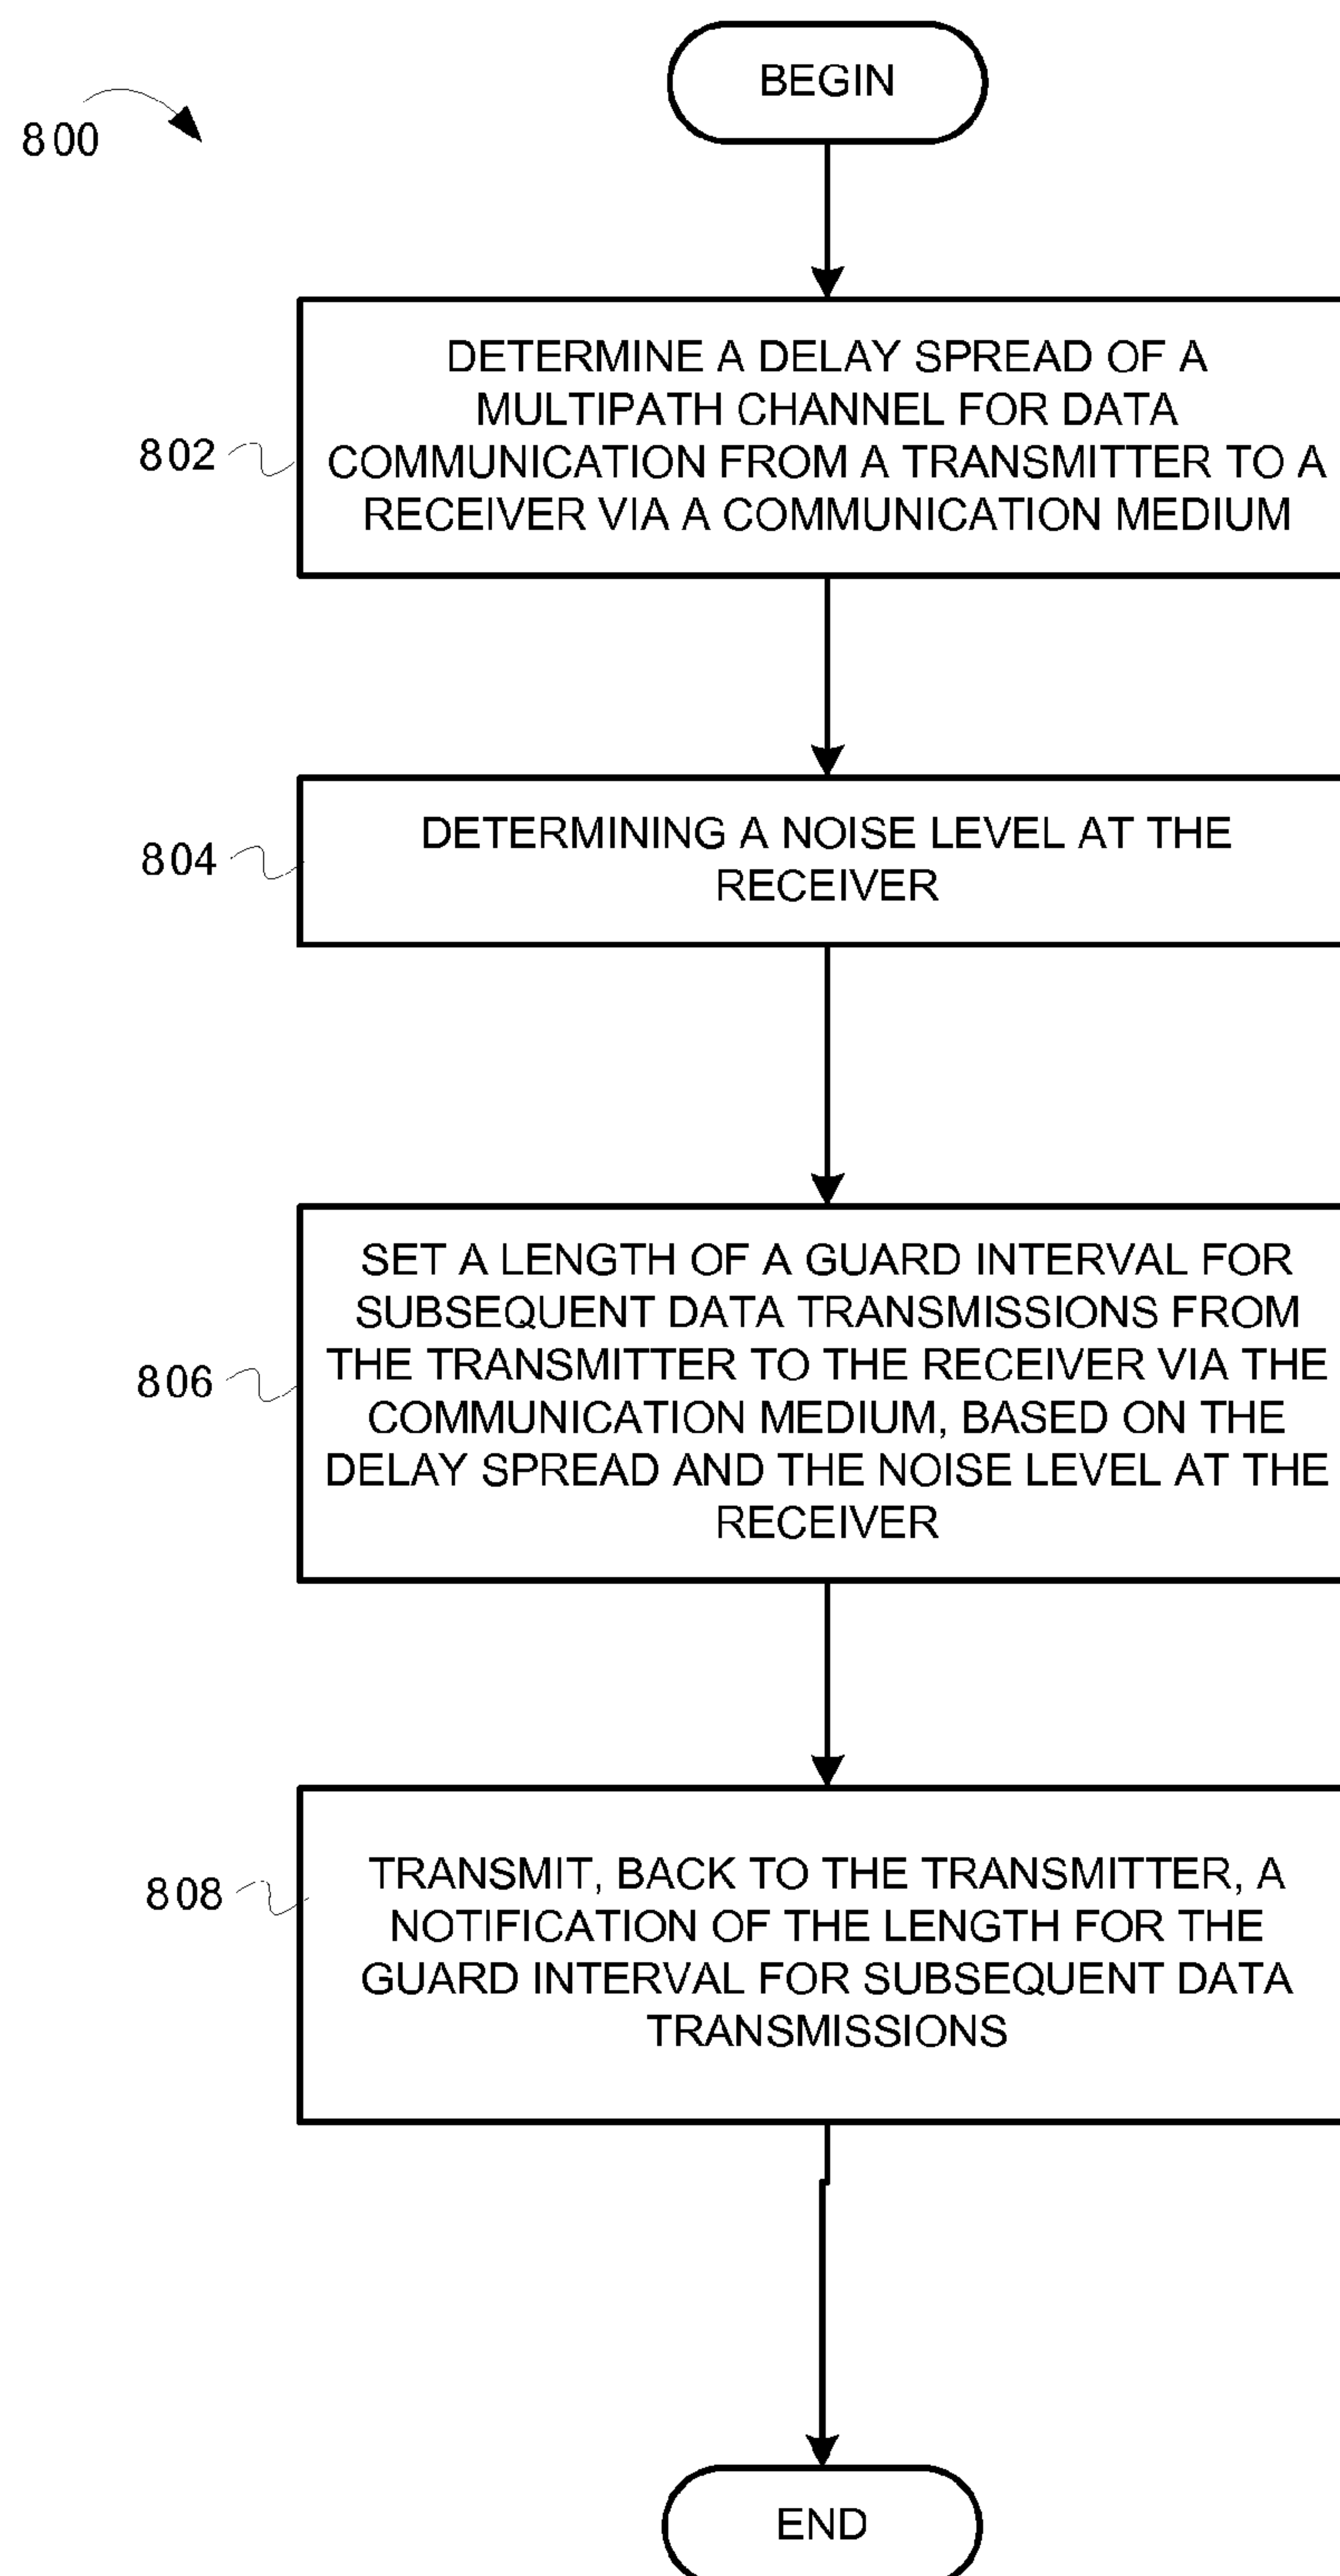 BEGIN
800
DETERMINE A DELAY SPREAD OF A
MULTIPATH CHANNEL FOR DATA
COMMUNICATION FROM A TRANSMITTER TO A
RECEIVER VIA A COMMUNICATION MEDIUM
802
DETERMINING A NOISE LEVEL AT THE
RECEIVER
804
SET A LENGTH OF A GUARD INTERVAL FOR
SUBSEQUENT DATA TRANSMISSIONS FROM
THE TRANSMITTER TO THE RECEIVER VIA THE
COMMUNICATION MEDIUM, BASED ON THE
DELAY SPREAD AND THE NOISE LEVEL AT THE
RECEIVER
806
TRANSMIT, BACK TO THE TRANSMITTER, A
NOTIFICATION OF THE LENGTH FOR THE
GUARD INTERVAL FOR SUBSEQUENT DATA
TRANSMISSIONS
808
END